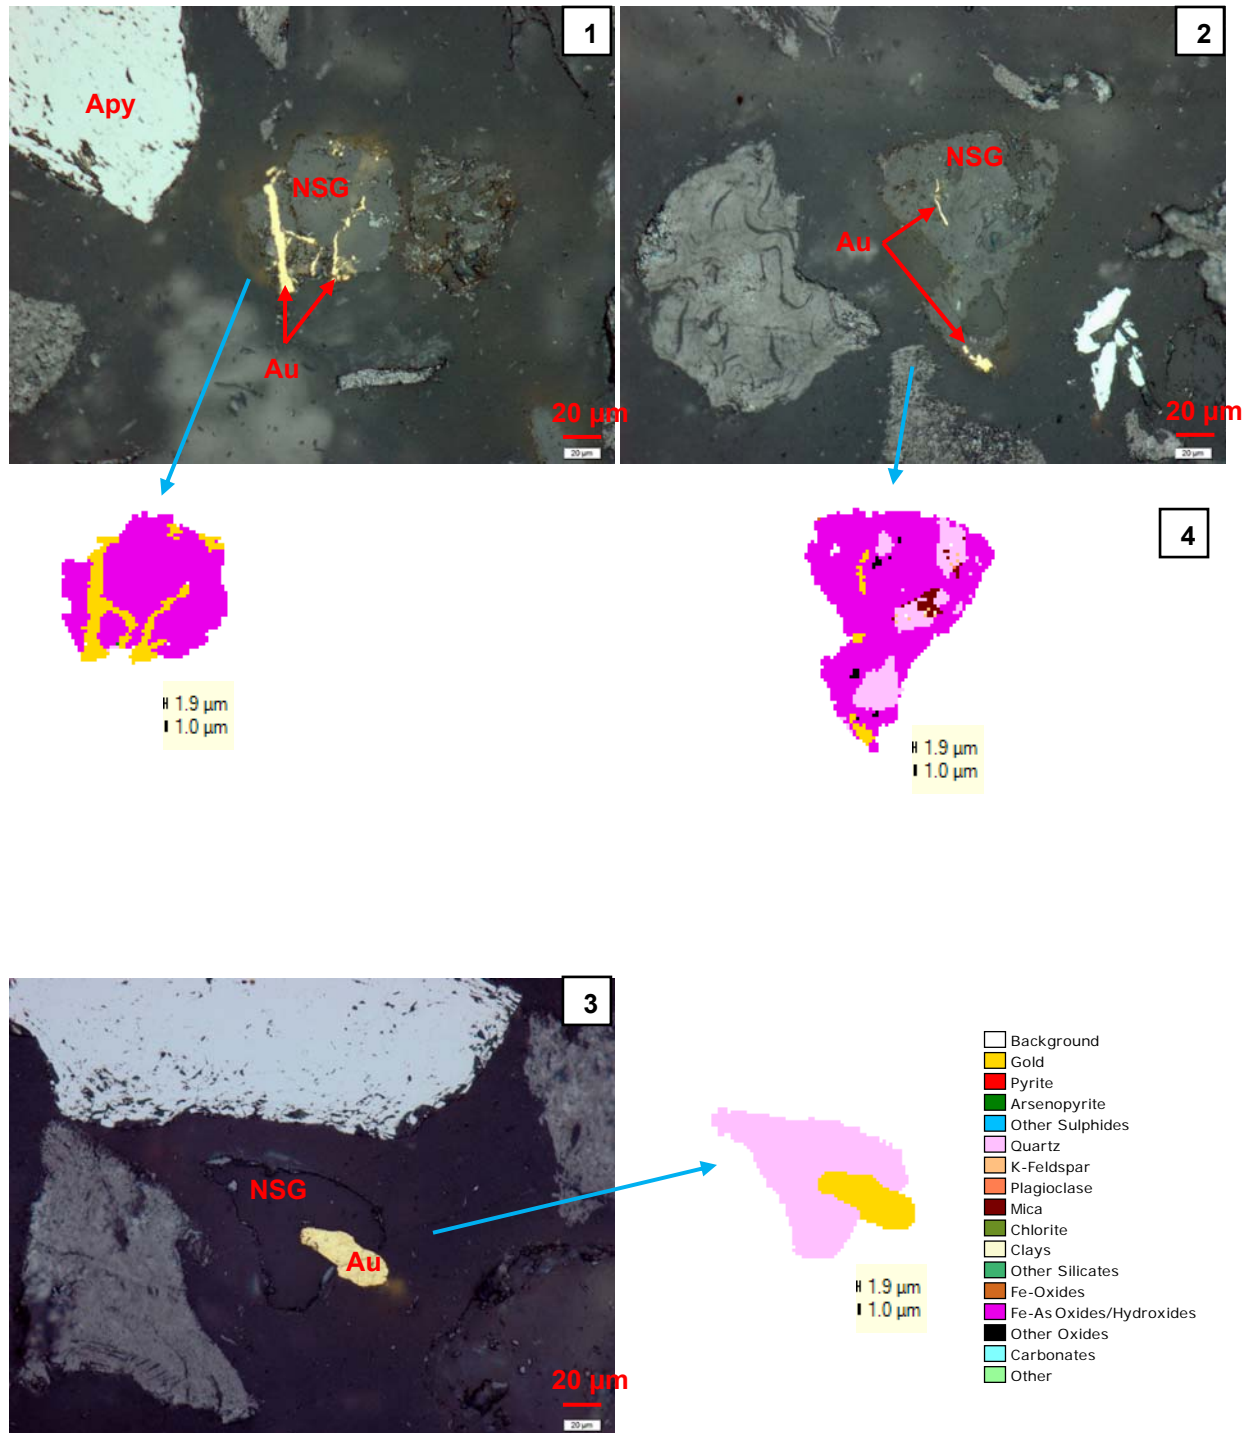 1
Apy
NSG
Au
20 µm
20 µm
2
NSG
Au
20 µm
20 µm
4
1.9 µm
1.0 µm
1.9 µm
1.0 µm
3
NSG
Au
20 µm
20 µm
1.9 µm
1.0 µm
Background
Gold
Pyrite
Arsenopyrite
Other Sulphides
Quartz
K-Feldspar
Plagioclase
Mica
Chlorite
Clays
Other Silicates
Fe-Oxides
Fe-As Oxides/Hydroxides
Other Oxides
Carbonates
Other